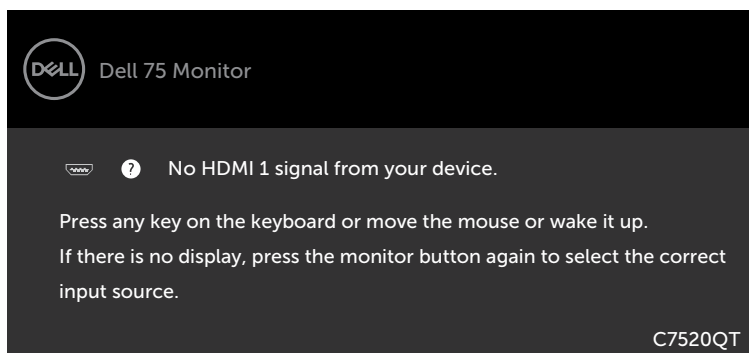 DELL
Dell 75 Monitor
? No HDMI 1 signal from your device.
Press any key on the keyboard or move the mouse or wake it up.
If there is no display, press the monitor button again to select the correct
input source.
C7520QT